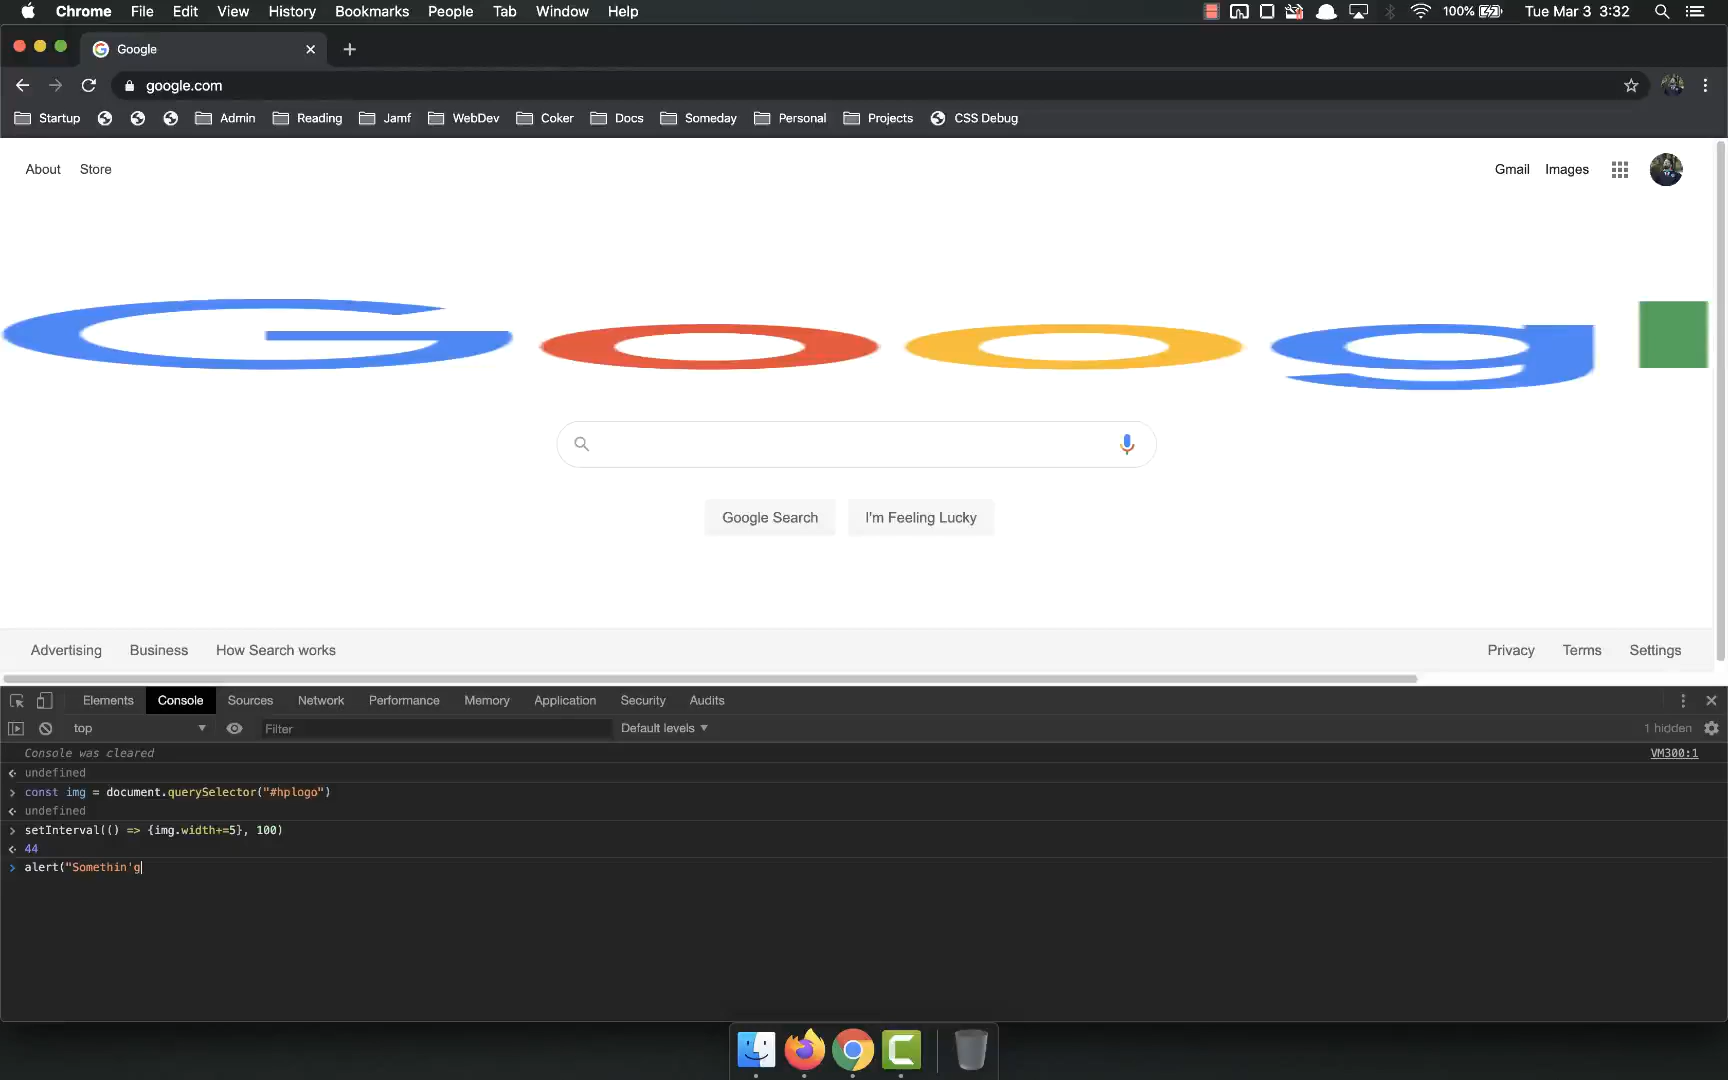 Chrome File Edit View History Bookmarks People Tab Window Help 100% Tue Mar 3 3:32
Google
google.com
Startup Admin Reading Jamf WebDev Coker Docs Someday Personal Projects CSS Debug
About Store Gmail Images
Goog
Google Search I'm Feeling Lucky
Advertising Business How Search works Privacy Terms Settings
Elements Console Sources Network Performance Memory Application Security Audits
top Filter Default levels 1 hidden
Console was cleared VM300:1
undefined
const img = document.querySelector("#hplogo")
undefined
setInterval(() => {img.width+=5}, 100)
44
alert("Somethin'g